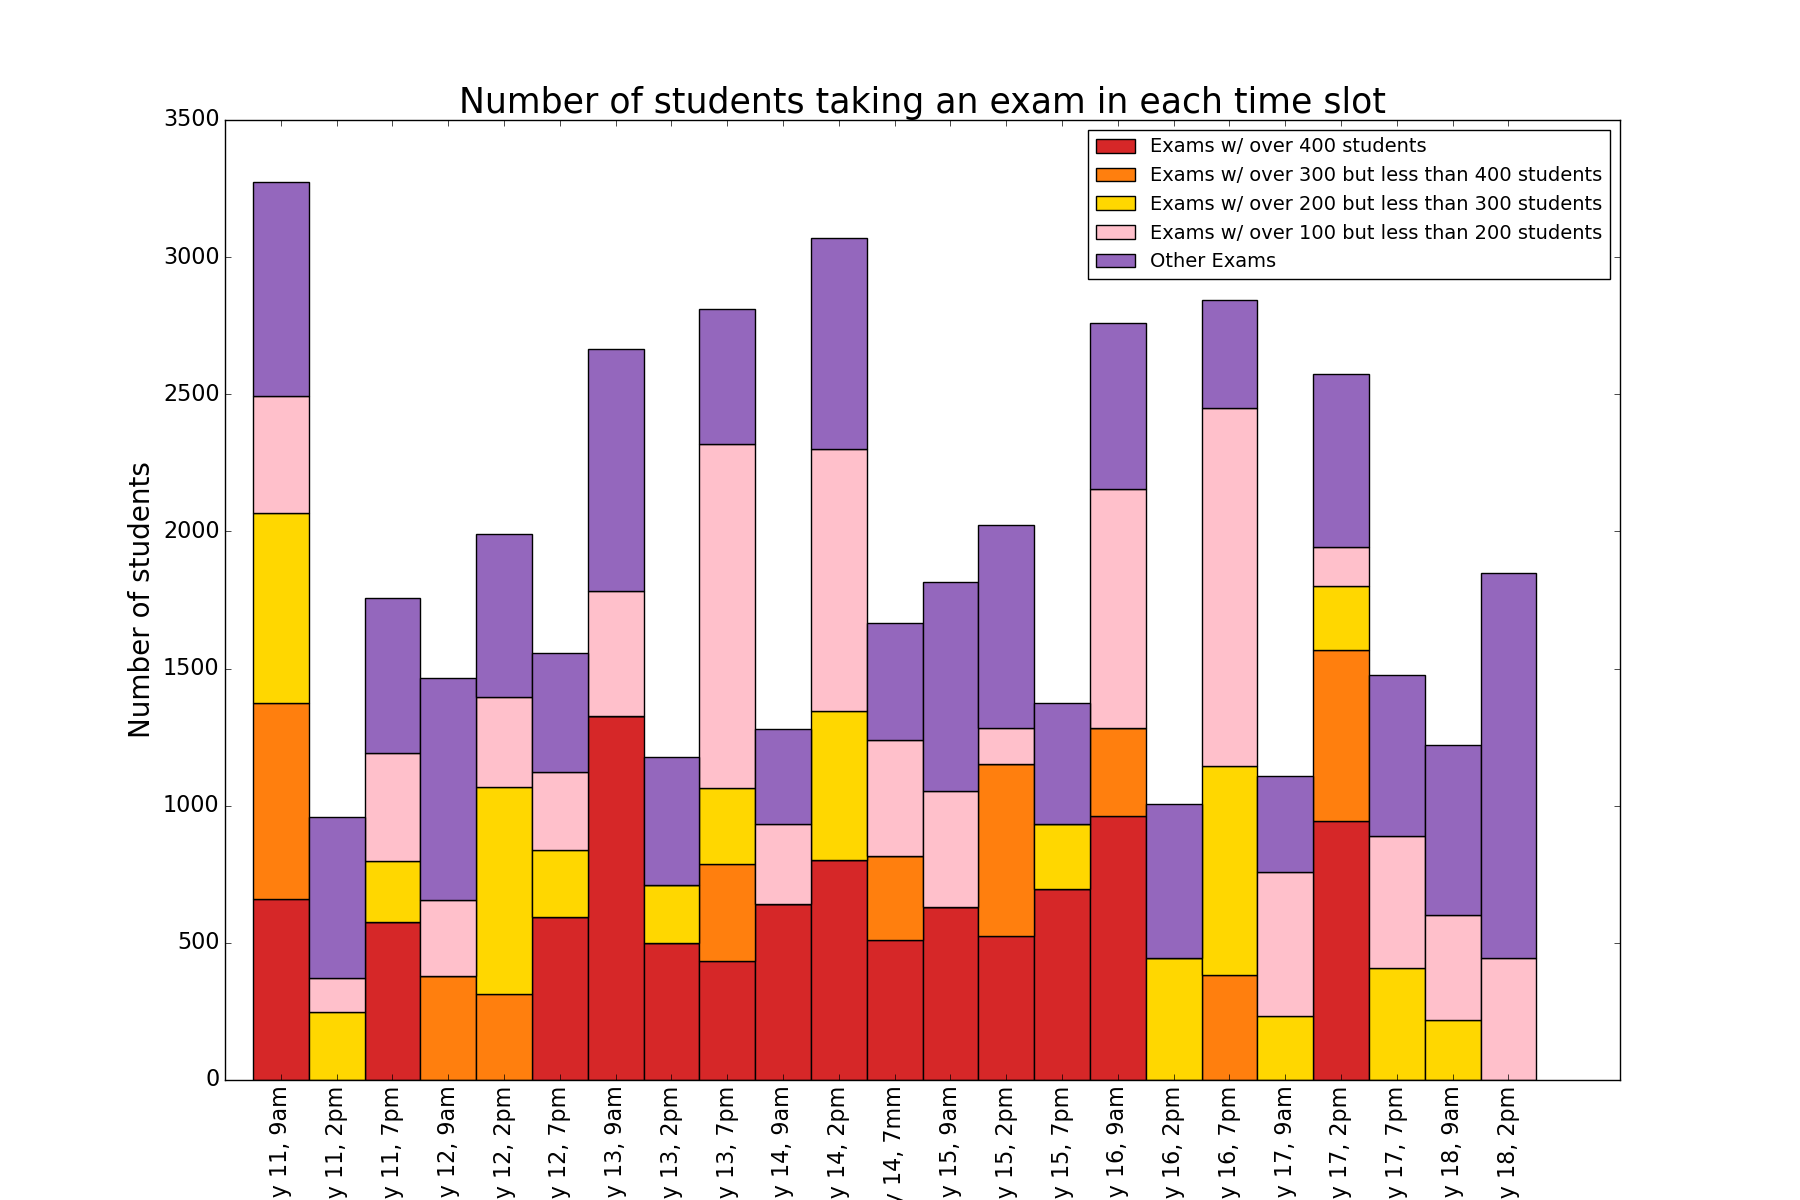 Number of students taking an exam in each time slot
3500
3000
2500
2000
1500
1000
500
0
Number of students
Exams w/ over 400 students
Exams w/ over 300 but less than 400 students
Exams w/ over 200 but less than 300 students
Exams w/ over 100 but less than 200 students
Other Exams
y 11, 9am
y 11, 2pm
y 11, 7pm
y 12, 9am
y 12, 2pm
y 12, 7pm
y 13, 9am
y 13, 2pm
y 13, 7pm
y 14, 9am
y 14, 2pm
y 14, 7mm
y 15, 9am
y 15, 2pm
y 15, 7pm
y 16, 9am
y 16, 2pm
y 16, 7pm
y 17, 9am
y 17, 2pm
y 17, 7pm
y 18, 9am
y 18, 2pm